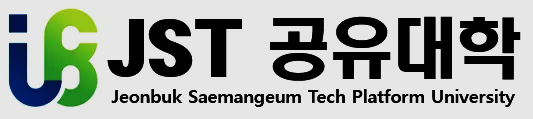 JST 공유대학
Jeonbuk Saemangeum Tech Platform University